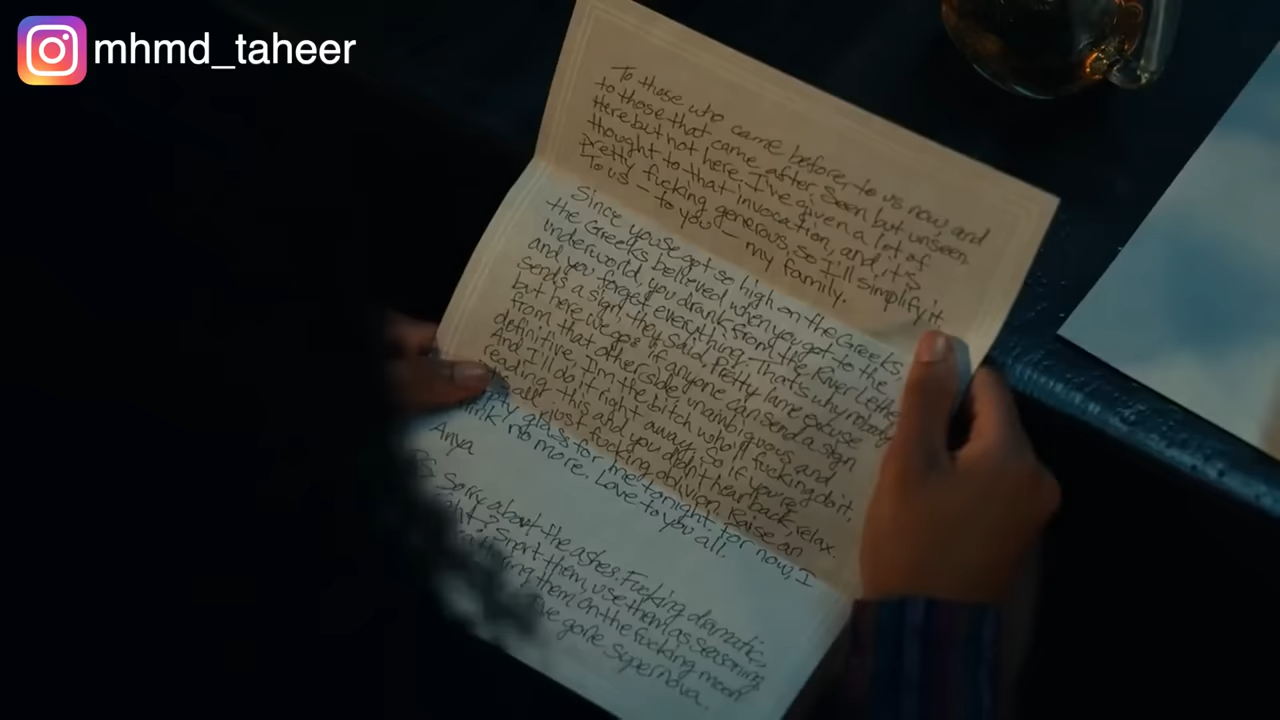 mhmd_taheer
To those who came before, to us now, and
to those that came after. Seen but unseen
Here but not here. I've given a lot of
thought to that invocation, and it's
pretty fucking generous, so I'll simplify it.
To us — to you — my family.
Since youse got so high on the Greeks,
the Greeks believed, when you get to the
underworld, you drank from the River Lethe
and you forget everything. That's why nobody
sends a sign, they said. Pretty lame excuse
but here we go: if anyone can send a sign
from that other side, unambiguous and
definitive, I'm the bitch who'll fucking do it.
And I'll do it right away. So if you're
reading this and you didn't hear back, relax.
all just fucking oblivion. Raise an
empty glass for me tonight, for now, I
drink no more. Love to you all.
Anya
PS. Sorry about the ashes. Fucking dramatic,
right? Snort them, use them as seasoning
them on the fucking moon
I've gone supernova.